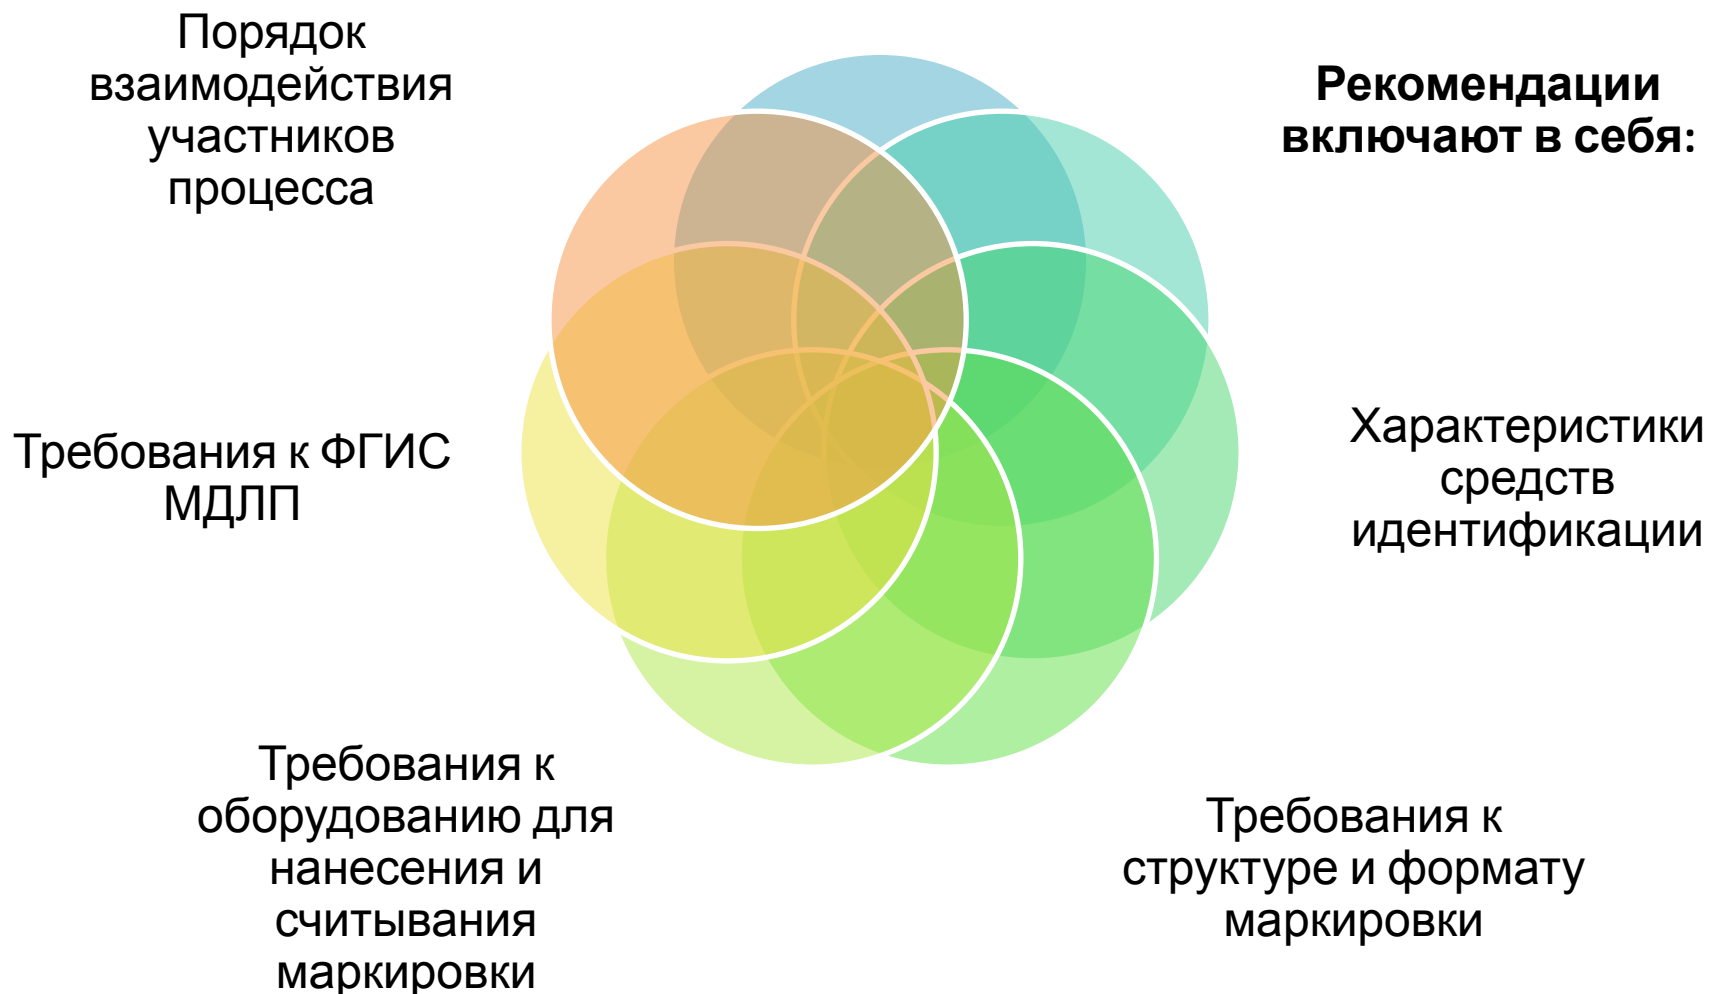 Порядок
взаимодействия
участников
процесса
Рекомендации
включают в себя:
Требования к ФГИС
МДЛП
Характеристики
средств
идентификации
Требования к
оборудованию для
нанесения и
считывания
маркировки
Требования к
структуре и формату
маркировки